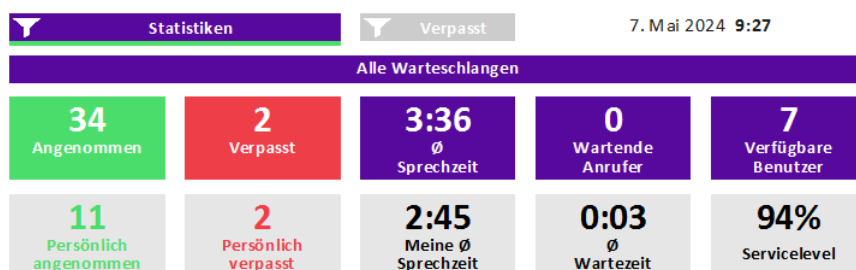 Statistiken
Verpasst
7. Mai 2024 9:27
Alle Warteschlangen
34
Angenommen
2
Verpasst
3:36
Ø
Sprechzeit
0
Wartende
Anrufer
7
Verfügbare
Benutzer
11
Persönlich
angenommen
2
Persönlich
verpasst
2:45
Meine Ø
Sprechzeit
0:03
Ø
Wartezeit
94%
Servicelevel